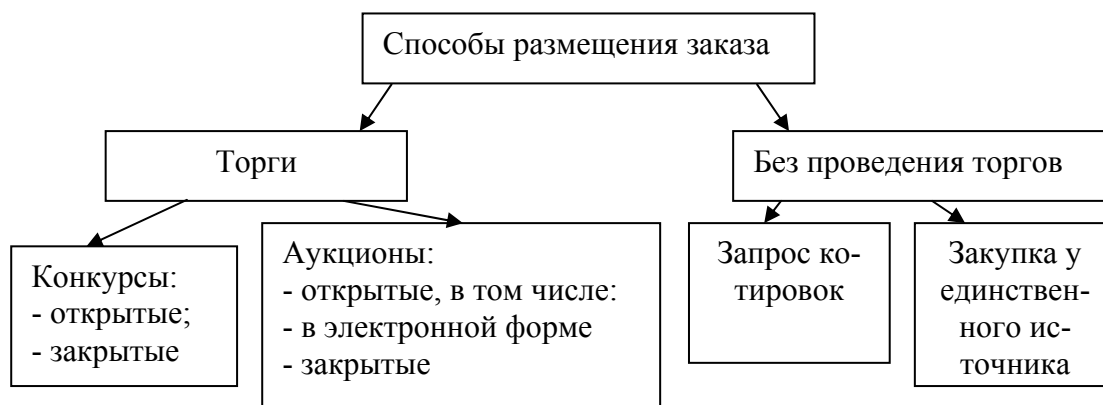 Способы размещения заказа
Торги
Без проведения торгов
Конкурсы:
- открытые;
- закрытые
Аукционы:
- открытые, в том числе:
- в электронной форме
- закрытые
Запрос ко-
тировок
Закупка у
единствен-
ного ис-
точника